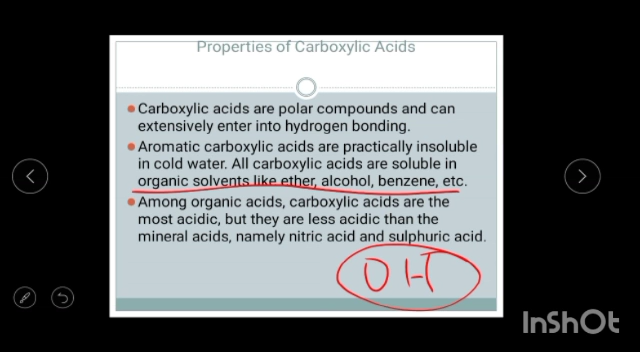 Properties of Carboxylic Acids
Carboxylic acids are polar compounds and can
extensively enter into hydrogen bonding.
Aromatic carboxylic acids are practically insoluble
in cold water. All carboxylic acids are soluble in
organic solvents like ether, alcohol, benzene, etc.
Among organic acids, carboxylic acids are the
most acidic, but they are less acidic than the
mineral acids, namely nitric acid and sulphuric acid.
OH
InShOt